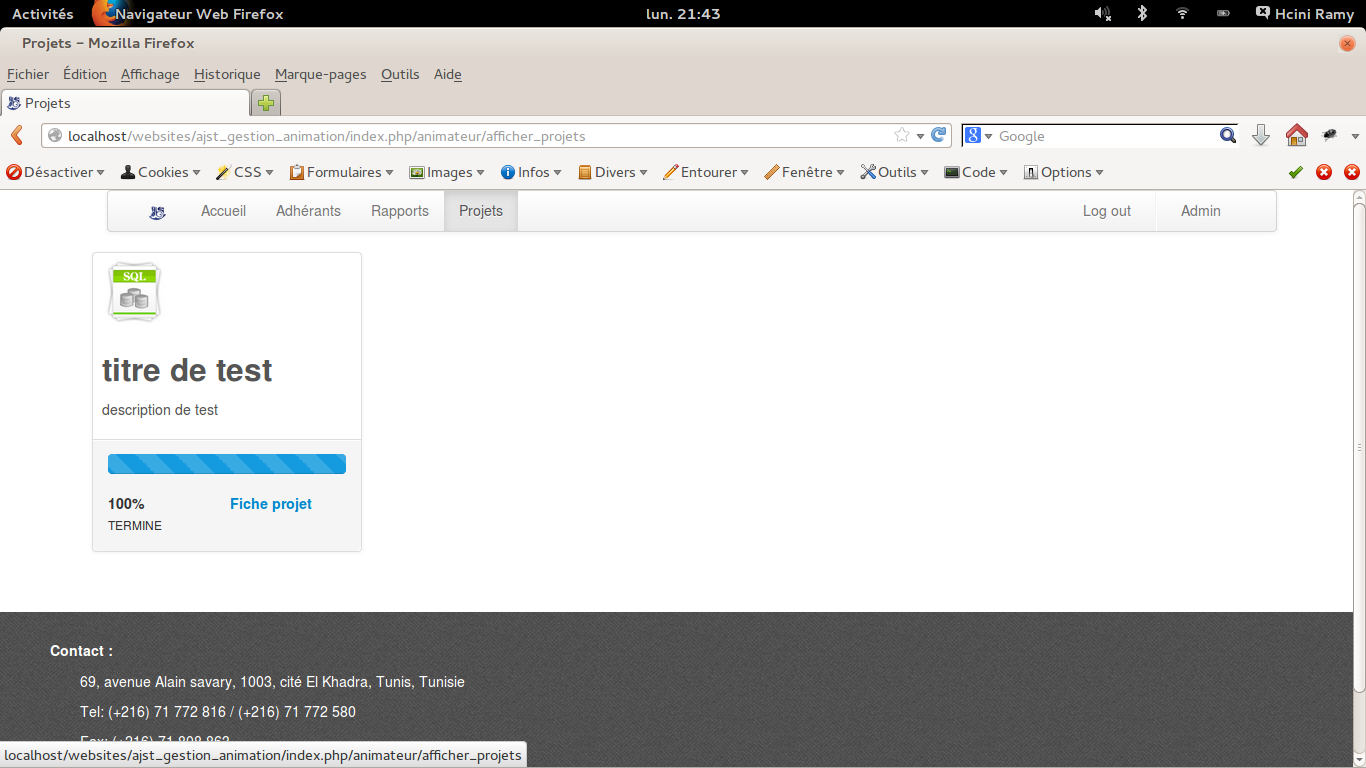 Activités Navigateur Web Firefox lun. 21:43 Hcini Ramy
Projets – Mozilla Firefox
Fichier Édition Affichage Historique Marque-pages Outils Aide
Projets
localhost/websites/ajst_gestion_animation/index.php/animateur/afficher_projets Google
Désactiver Cookies CSS Formulaires Images Infos Divers Entourer Fenêtre Outils Code Options
Accueil Adhérants Rapports Projets Log out Admin
SQL
titre de test
description de test
100% Fiche projet
TERMINE
Contact :
69, avenue Alain savary, 1003, cité El Khadra, Tunis, Tunisie
Tel: (+216) 71 772 816 / (+216) 71 772 580
Fax: (+216) 71 808 863
localhost/websites/ajst_gestion_animation/index.php/animateur/afficher_projets